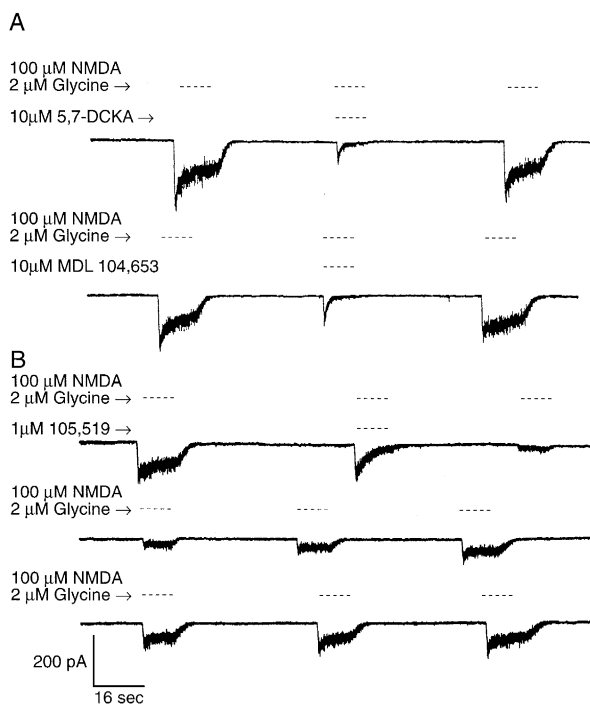 A
100 µM NMDA
2 µM Glycine →
10µM 5,7-DCKA →
100 µM NMDA
2 µM Glycine →
10µM MDL 104,653
B
100 µM NMDA
2 µM Glycine →
1µM 105,519 →
100 µM NMDA
2 µM Glycine →
100 µM NMDA
2 µM Glycine →
200 pA
16 sec